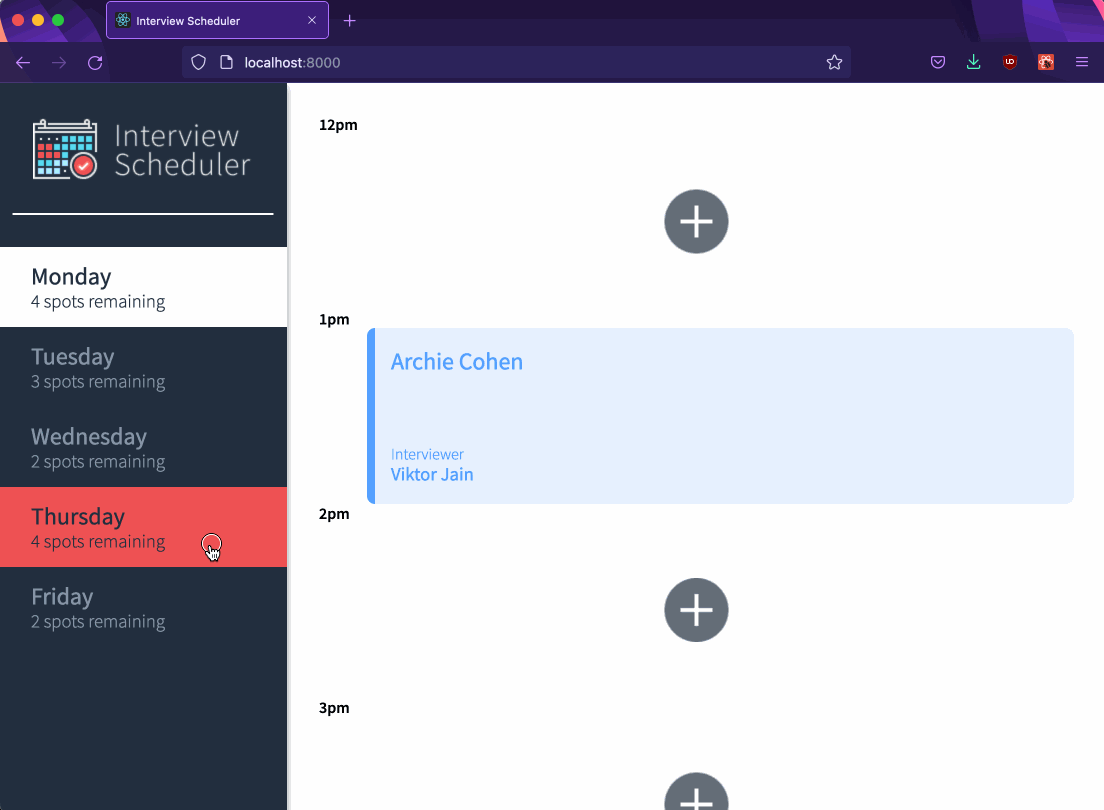 Interview Scheduler
localhost:8000
UD
Interview
Scheduler
Monday
4 spots remaining
Tuesday
3 spots remaining
Wednesday
2 spots remaining
Thursday
4 spots remaining
Friday
2 spots remaining
12pm
1pm
Archie Cohen
Interviewer
Viktor Jain
2pm
3pm